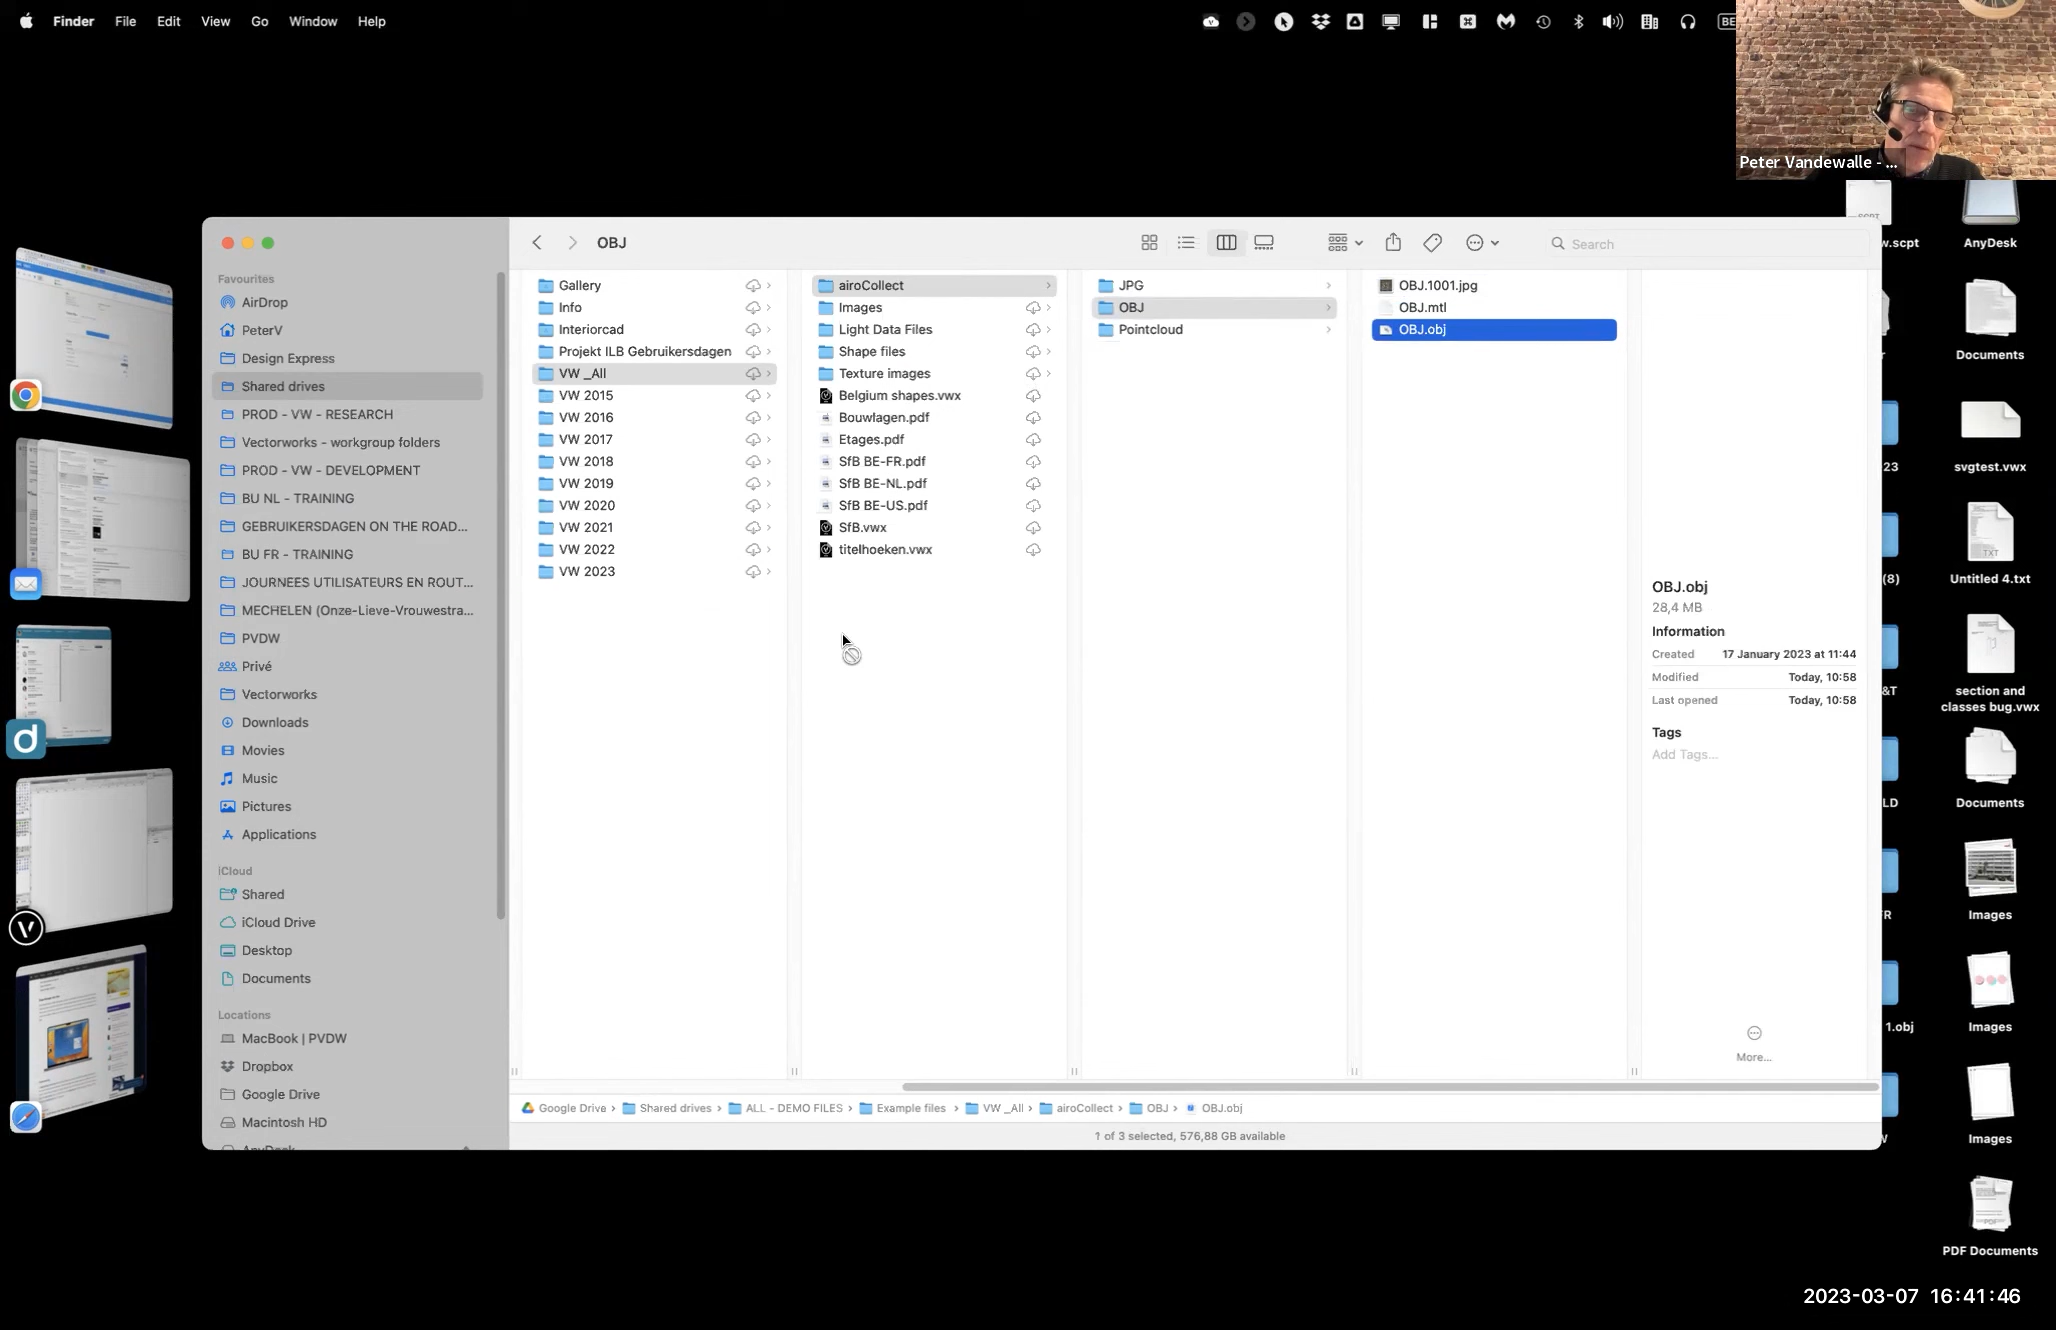 Finder File Edit View Go Window Help
BE
Peter Vandewalle - ...
OBJ
Search
Favourites
AirDrop
PeterV
Design Express
Shared drives
PROD - VW - RESEARCH
Vectorworks - workgroup folders
PROD - VW - DEVELOPMENT
BU NL - TRAINING
GEBRUIKERSDAGEN ON THE ROAD...
BU FR - TRAINING
JOURNEES UTILISATEURS EN ROUT...
MECHELEN (Onze-Lieve-Vrouwestra...
PVDW
Privé
Vectorworks
Downloads
Movies
Music
Pictures
Applications
iCloud
Shared
iCloud Drive
Desktop
Documents
Locations
MacBook | PVDW
Dropbox
Google Drive
Macintosh HD
AnyDesk
Gallery
Info
Interiorcad
Projekt ILB Gebruikersdagen
VW _All
VW 2015
VW 2016
VW 2017
VW 2018
VW 2019
VW 2020
VW 2021
VW 2022
VW 2023
airoCollect
Images
Light Data Files
Shape files
Texture images
Belgium shapes.vwx
Bouwlagen.pdf
Etages.pdf
SfB BE-FR.pdf
SfB BE-NL.pdf
SfB BE-US.pdf
SfB.vwx
titelhoeken.vwx
JPG
OBJ
Pointcloud
OBJ.1001.jpg
OBJ.mtl
OBJ.obj
OBJ.obj
28,4 MB
Information
Created 17 January 2023 at 11:44
Modified Today, 10:58
Last opened Today, 10:58
Tags
Add Tags...
More...
Google Drive › Shared drives › ALL - DEMO FILES › Example files › VW _All › airoCollect › OBJ › OBJ.obj
1 of 3 selected, 576,88 GB available
w.scpt
r
23
(8)
&T
LD
FR
1.obj
AnyDesk
Documents
svgtest.vwx
TXT
Untitled 4.txt
section and
classes bug.vwx
Documents
Images
Images
Images
PDF
PDF Documents
2023-03-07 16:41:46